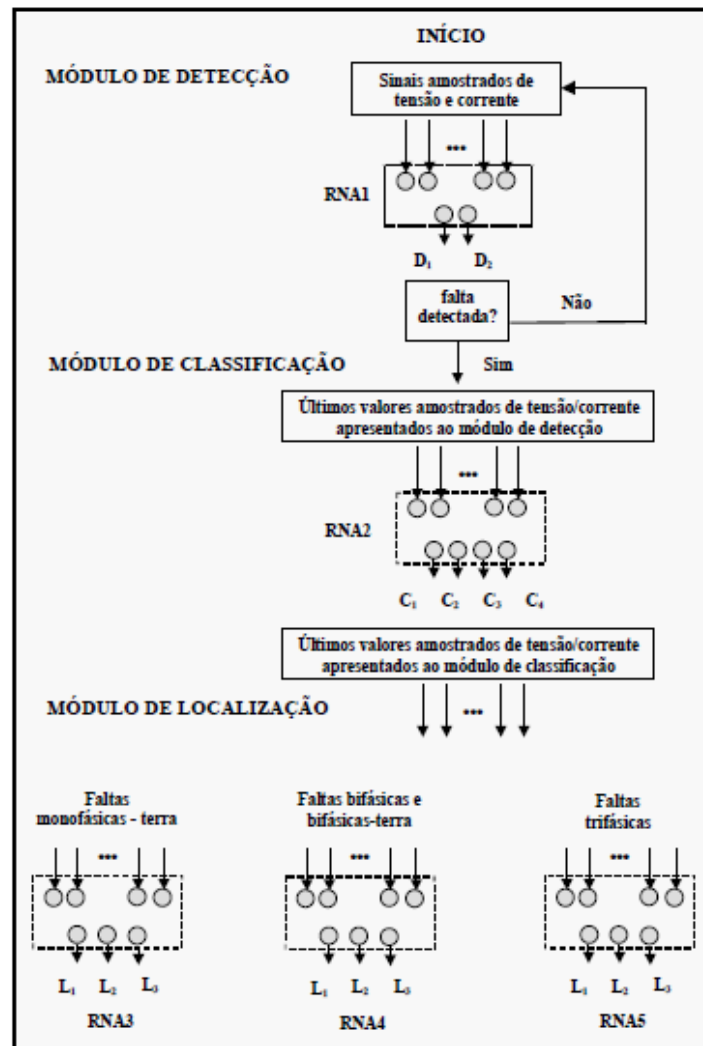 INÍCIO
MÓDULO DE DETECÇÃO
Sinais amostrados de
tensão e corrente
...
RNA1
D₁ D₂
falta
detectada?
Não
Sim
MÓDULO DE CLASSIFICAÇÃO
Últimos valores amostrados de tensão/corrente
apresentados ao módulo de detecção
...
RNA2
C₁ C₂ C₃ C₄
Últimos valores amostrados de tensão/corrente
apresentados ao módulo de classificação
MÓDULO DE LOCALIZAÇÃO
...
Faltas
monofásicas - terra
...
L₁ L₂ L₃
RNA3
Faltas bifásicas e
bifásicas-terra
...
L₁ L₂ L₃
RNA4
Faltas
trifásicas
...
L₁ L₂ L₃
RNA5